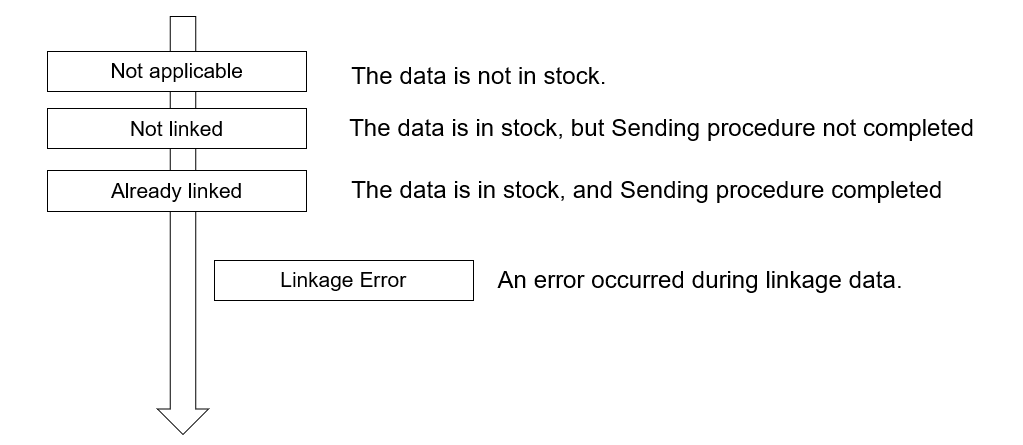 Not applicable
The data is not in stock.
Not linked
The data is in stock, but Sending procedure not completed
Already linked
The data is in stock, and Sending procedure completed
Linkage Error
An error occurred during linkage data.